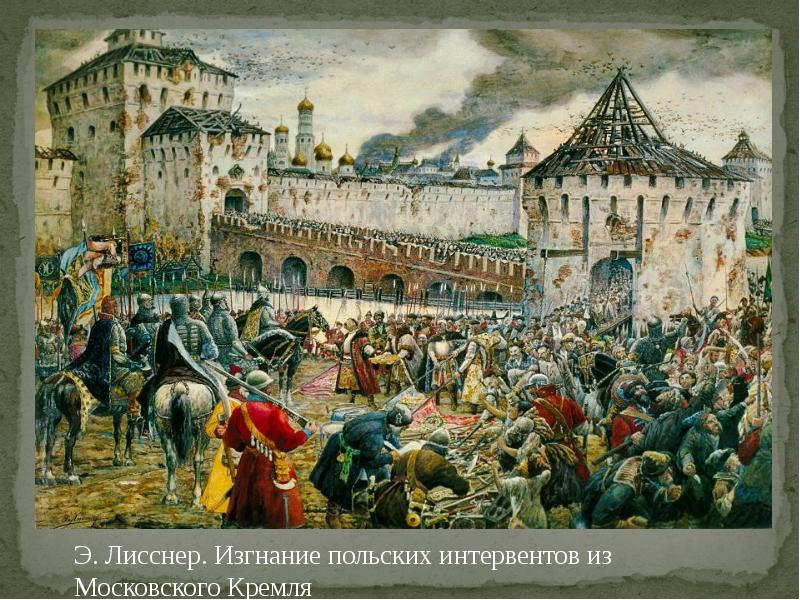 Э. Лисснер. Изгнание польских интервентов из
Московского Кремля